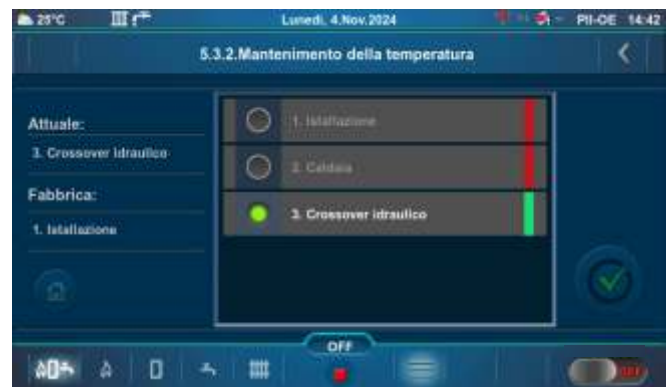 25°C
Lunedì, 4.Nov.2024
PII-OE 14:42
5.3.2.Mantenimento della temperatura
Attuale:
3. Crossover idraulico
Fabbrica:
1. Istallazione
1. Istallazione
2. Caldaia
3. Crossover idraulico
OFF
OFF